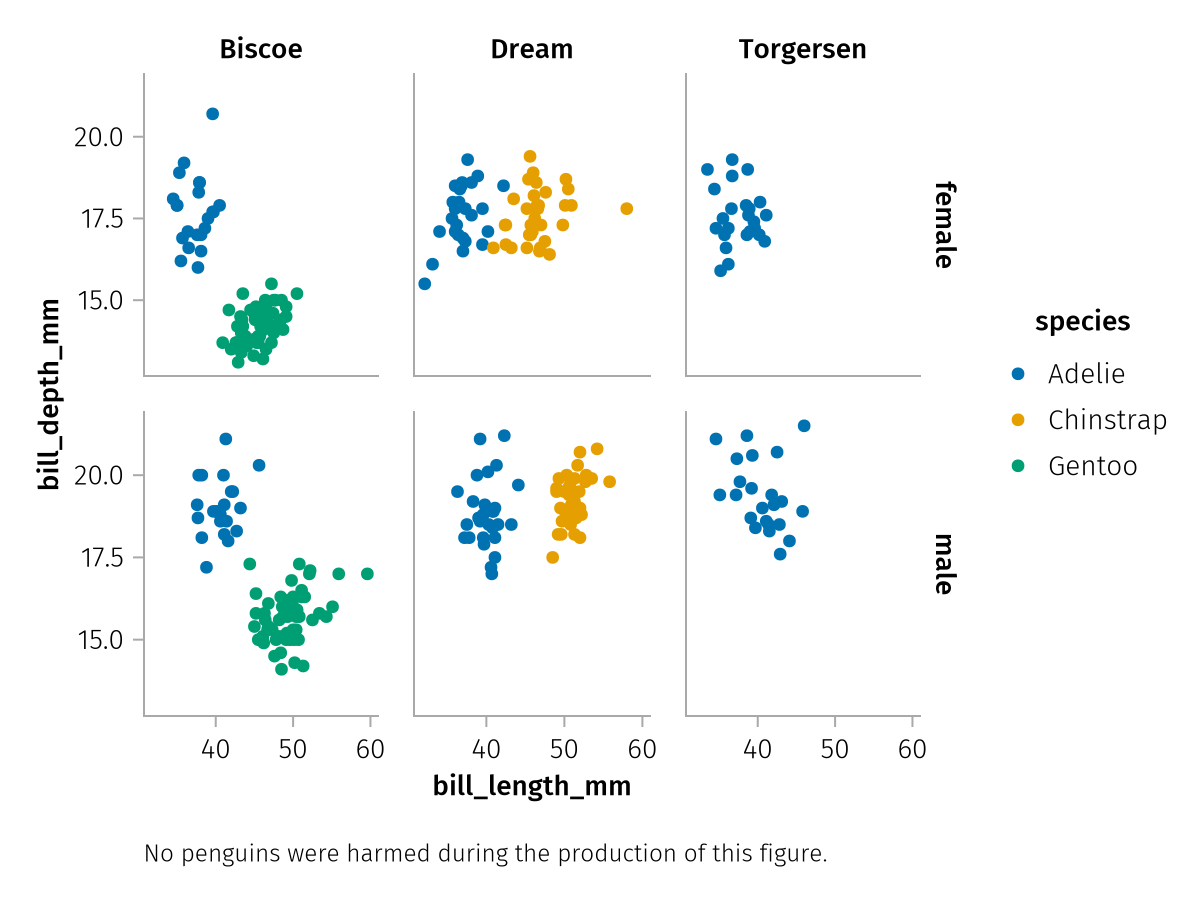 Biscoe Dream Torgersen
20.0
17.5
15.0
female
bill_depth_mm
20.0
17.5
15.0
male
species
Adelie
Chinstrap
Gentoo
40 50 60 40 50 60 40 50 60
bill_length_mm
No penguins were harmed during the production of this figure.